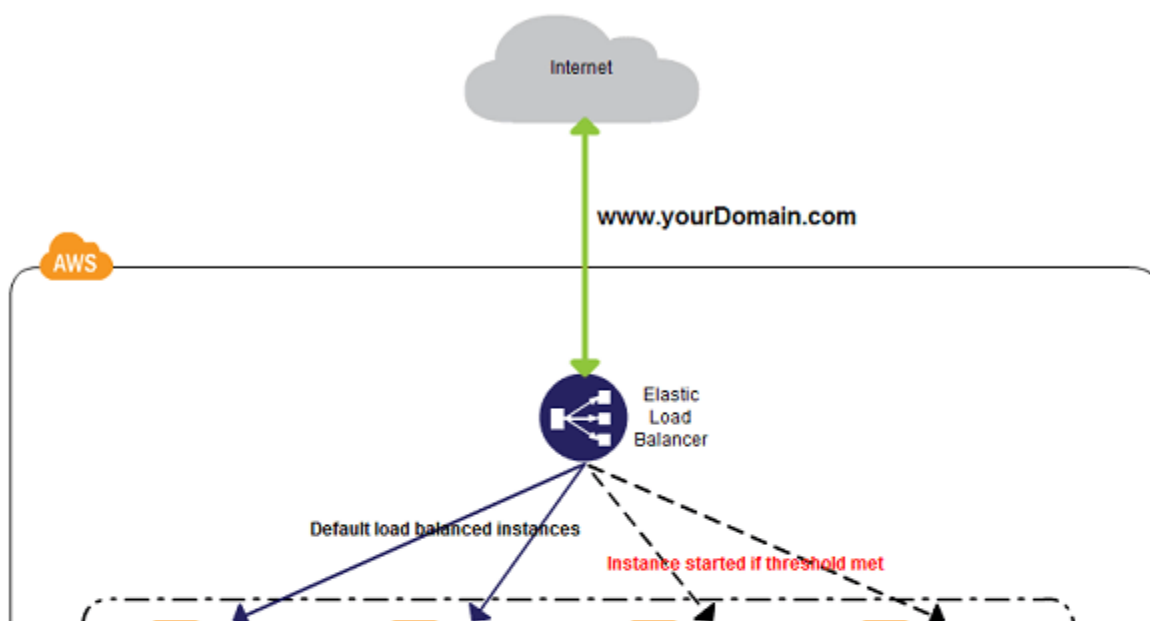 Internet
www.yourDomain.com
AWS
Elastic
Load
Balancer
Default load balanced instances
Instance started if threshold met